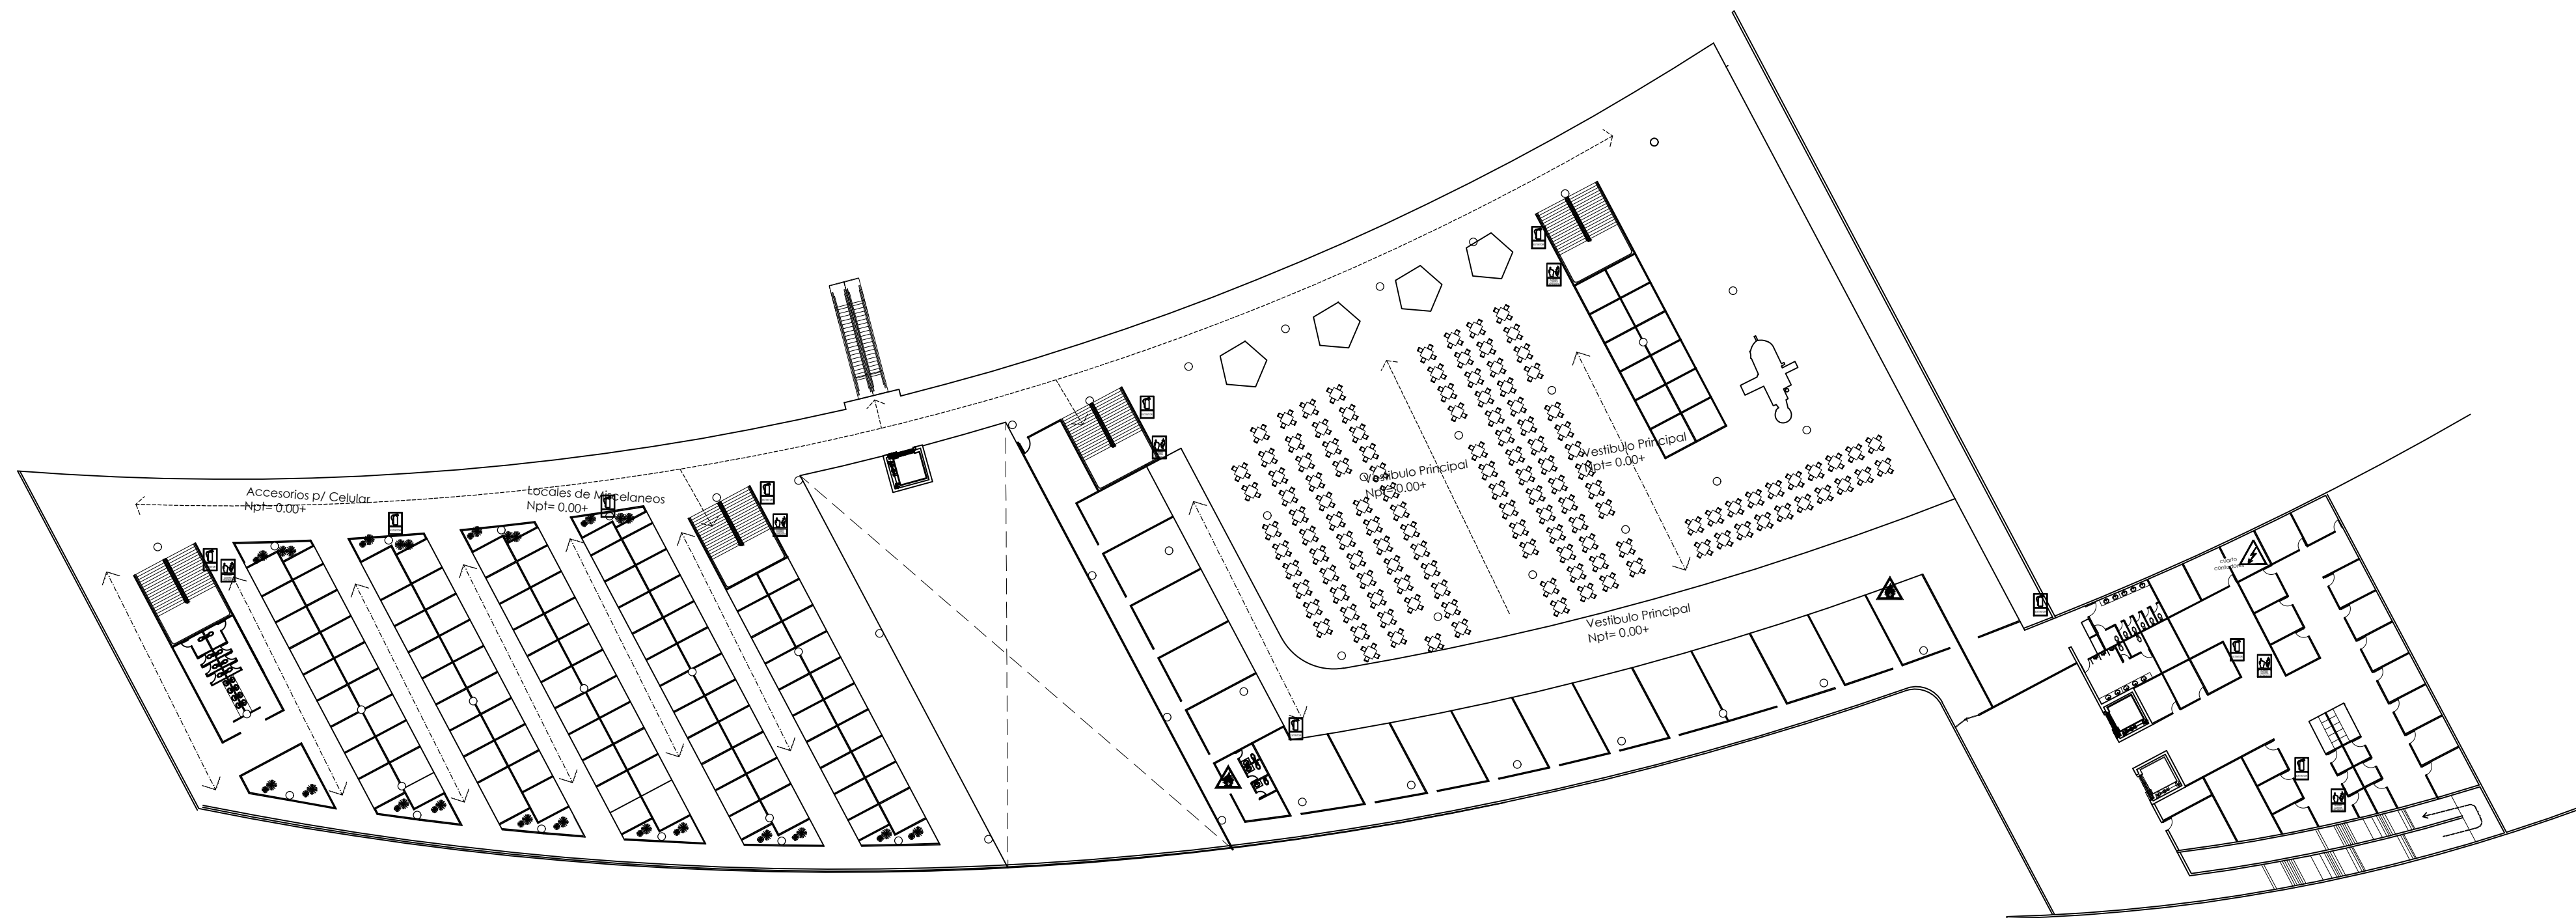 Accesorios p/ Celular
Npt= 0.00+
Locales de Miscelaneos
Npt= 0.00+
Vestibulo Principal
Npt= 0.00+
Vestibulo Principal
Npt= 0.00+
Vestibulo Principal
Npt= 0.00+
cuarto